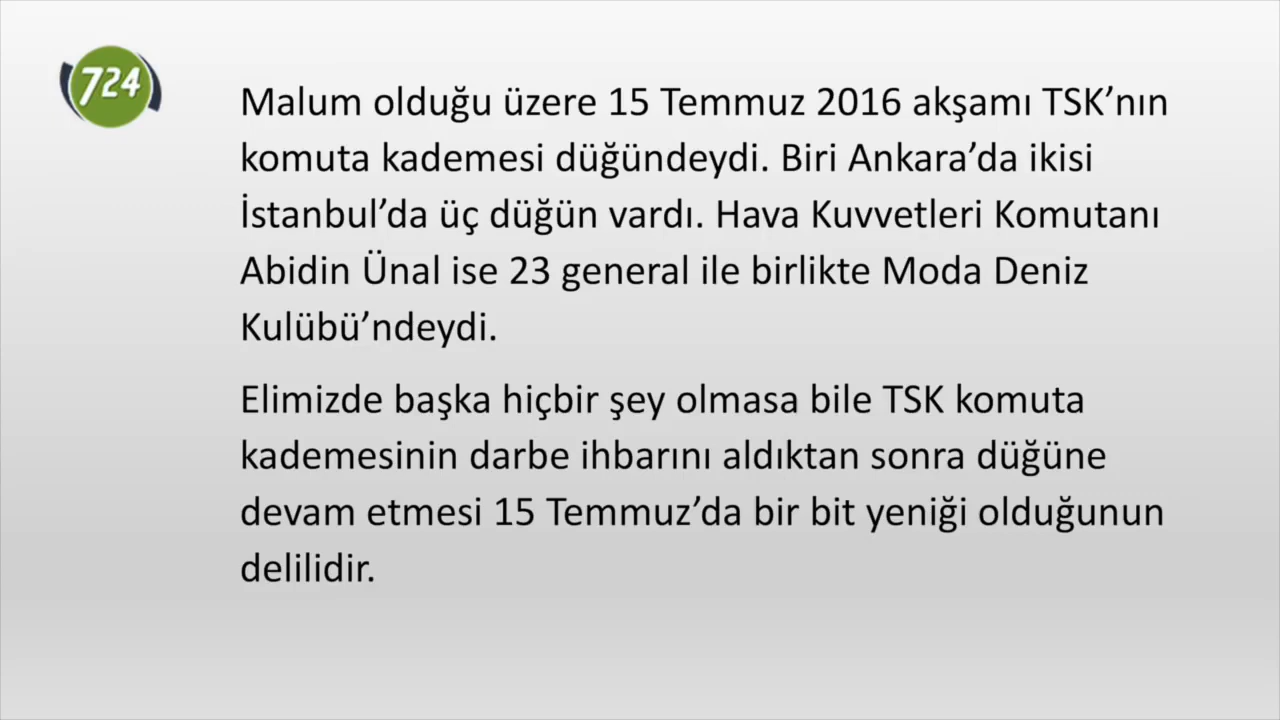 724
Malum olduğu üzere 15 Temmuz 2016 akşamı TSK’nın
komuta kademesi düğündeydi. Biri Ankara’da ikisi
İstanbul’da üç düğün vardı. Hava Kuvvetleri Komutanı
Abidin Ünal ise 23 general ile birlikte Moda Deniz
Kulübü’ndeydi.
Elimizde başka hiçbir şey olmasa bile TSK komuta
kademesinin darbe ihbarını aldıktan sonra düğüne
devam etmesi 15 Temmuz’da bir bit yeniği olduğunun
delilidir.